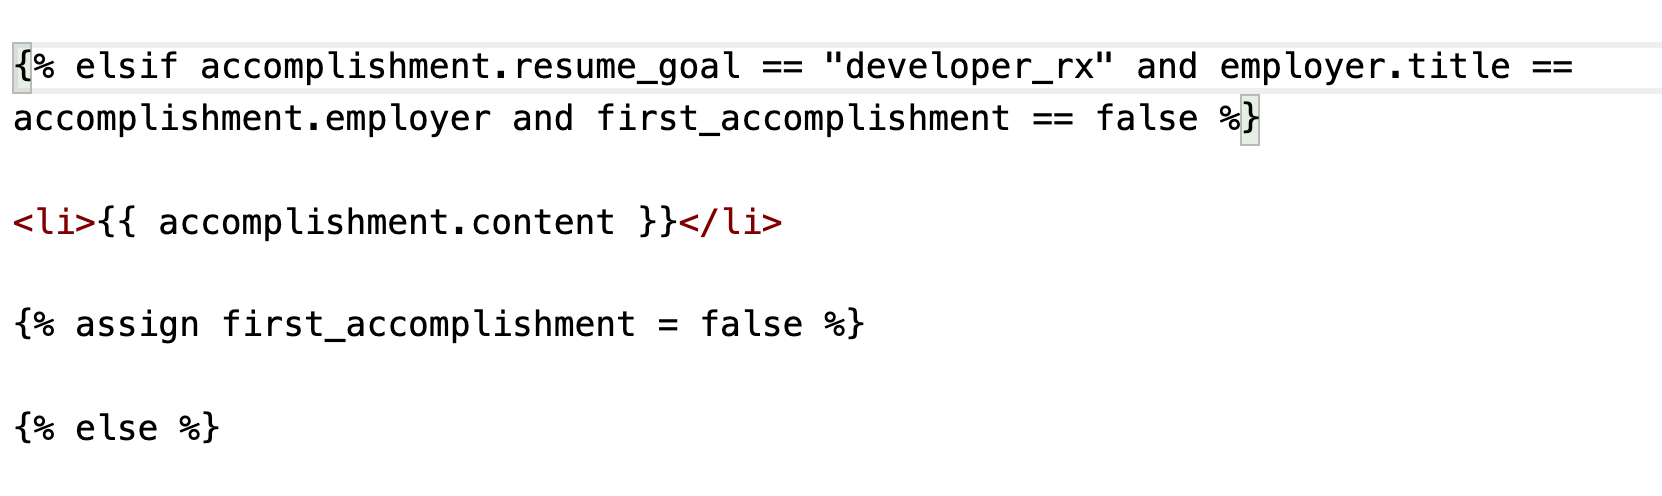 {% elsif accomplishment.resume_goal == "developer_rx" and employer.title ==
accomplishment.employer and first_accomplishment == false %}
<li>{{ accomplishment.content }}</li>
{% assign first_accomplishment = false %}
{% else %}